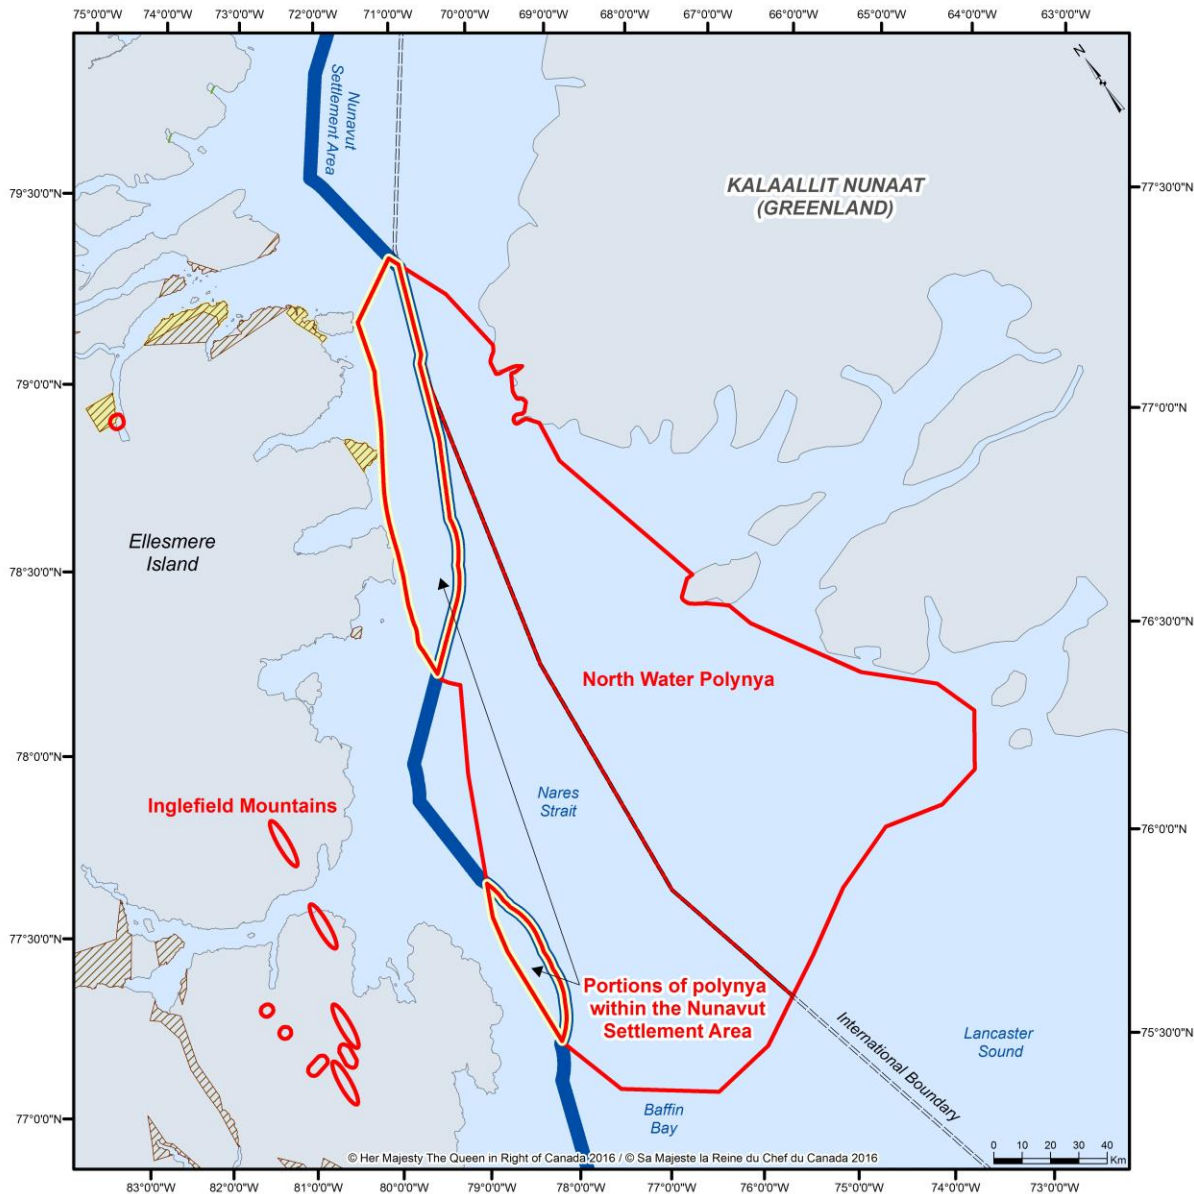 75°0'0"W 74°0'0"W 73°0'0"W 72°0'0"W 71°0'0"W 70°0'0"W 69°0'0"W 68°0'0"W 67°0'0"W 66°0'0"W 65°0'0"W 64°0'0"W 63°0'0"W
N
Nunavut
Settlement Area
KALAALLIT NUNAAT
(GREENLAND)
79°30'0"N
77°30'0"N
79°0'0"N
77°0'0"N
Ellesmere
Island
78°30'0"N
76°30'0"N
North Water Polynya
78°0'0"N
Nares
Strait
Inglefield Mountains
76°0'0"N
77°30'0"N
Portions of polynya
within the Nunavut
Settlement Area
International Boundary
Lancaster
Sound
75°30'0"N
77°0'0"N
Baffin
Bay
0 10 20 30 40
Km
© Her Majesty The Queen in Right of Canada 2016 / © Sa Majeste la Reine du Chef du Canada 2016
83°0'0"W 82°0'0"W 81°0'0"W 80°0'0"W 79°0'0"W 78°0'0"W 77°0'0"W 76°0'0"W 75°0'0"W 74°0'0"W 73°0'0"W